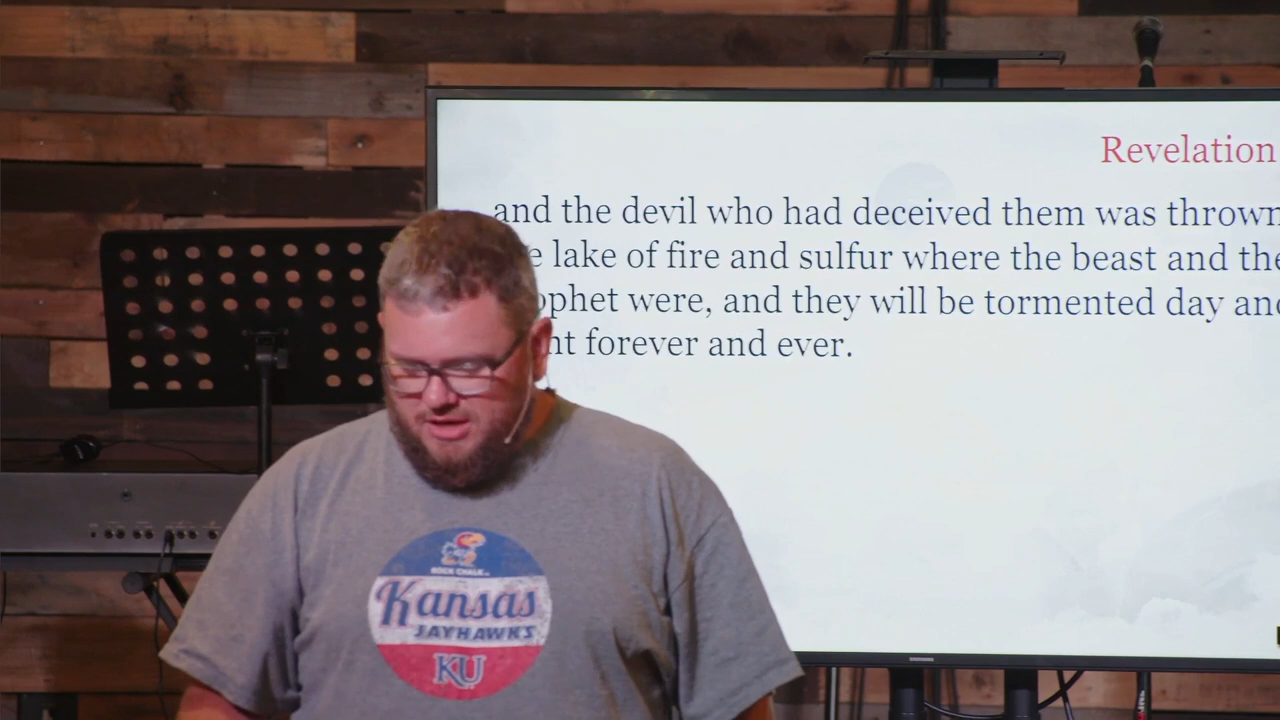 Revelation
and the devil who had deceived them was thrown
lake of fire and sulfur where the beast and the
were, and they will be tormented day and
forever and ever.
ROCK CHALK
Kansas
JAYHAWKS
KU
SAMSUNG